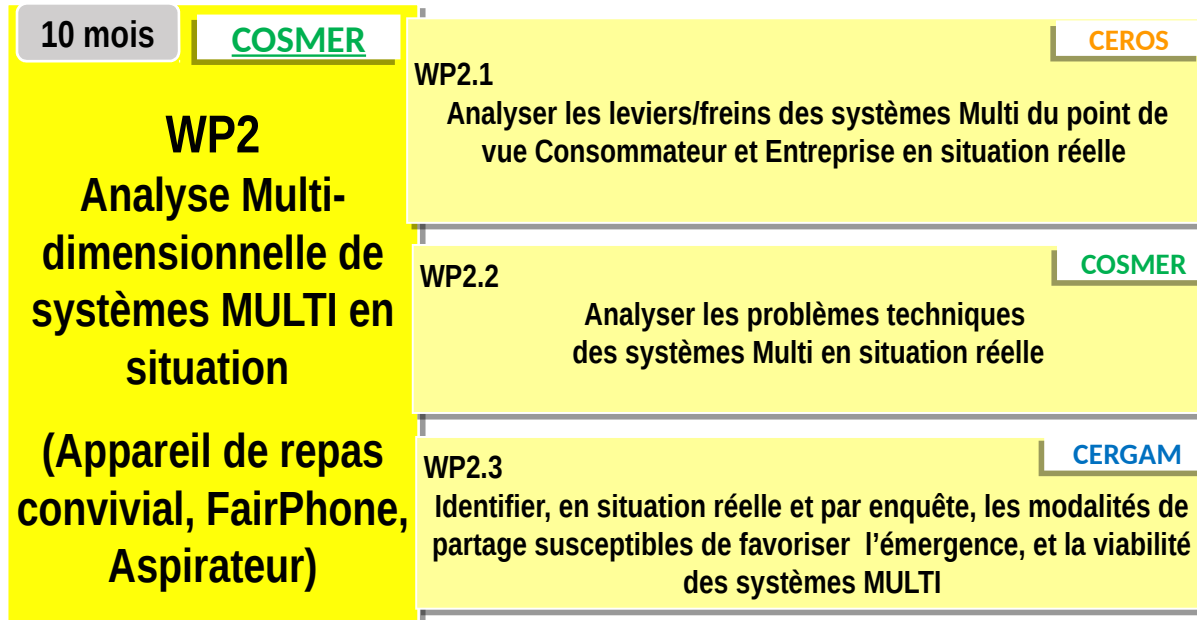 10 mois
COSMER
WP2
Analyse Multi-
dimensionnelle de
systèmes MULTI en
situation
(Appareil de repas
convivial, FairPhone,
Aspirateur)
CEROS
WP2.1
Analyser les leviers/freins des systèmes Multi du point de
vue Consommateur et Entreprise en situation réelle
COSMER
WP2.2
Analyser les problèmes techniques
des systèmes Multi en situation réelle
CERGAM
WP2.3
Identifier, en situation réelle et par enquête, les modalités de
partage susceptibles de favoriser l'émergence, et la viabilité
des systèmes MULTI